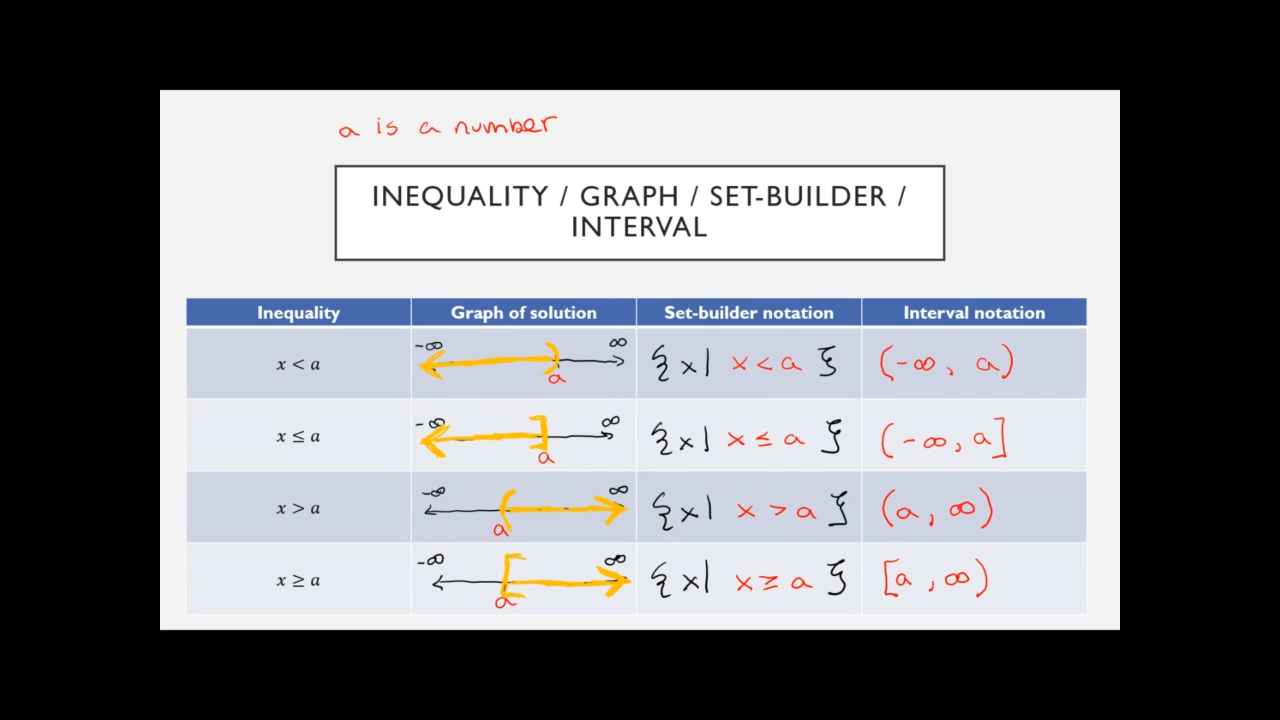 a is a number
INEQUALITY / GRAPH / SET-BUILDER /
INTERVAL
Inequality Graph of solution Set-builder notation Interval notation
x < a -∞ ∞ a {x| x < a} (-∞, a)
x ≤ a -∞ ∞ a {x| x ≤ a} (-∞, a]
x > a -∞ ∞ a {x| x > a} (a, ∞)
x ≥ a -∞ ∞ a {x| x ≥ a} [a, ∞)